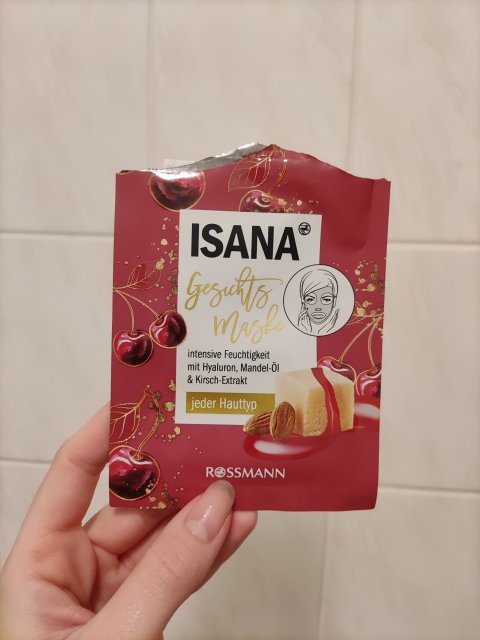 ISANA
Gesichts
Maske
intensive Feuchtigkeit
mit Hyaluron, Mandel-Öl
& Kirsch-Extrakt
jeder Hauttyp
ROSSMANN